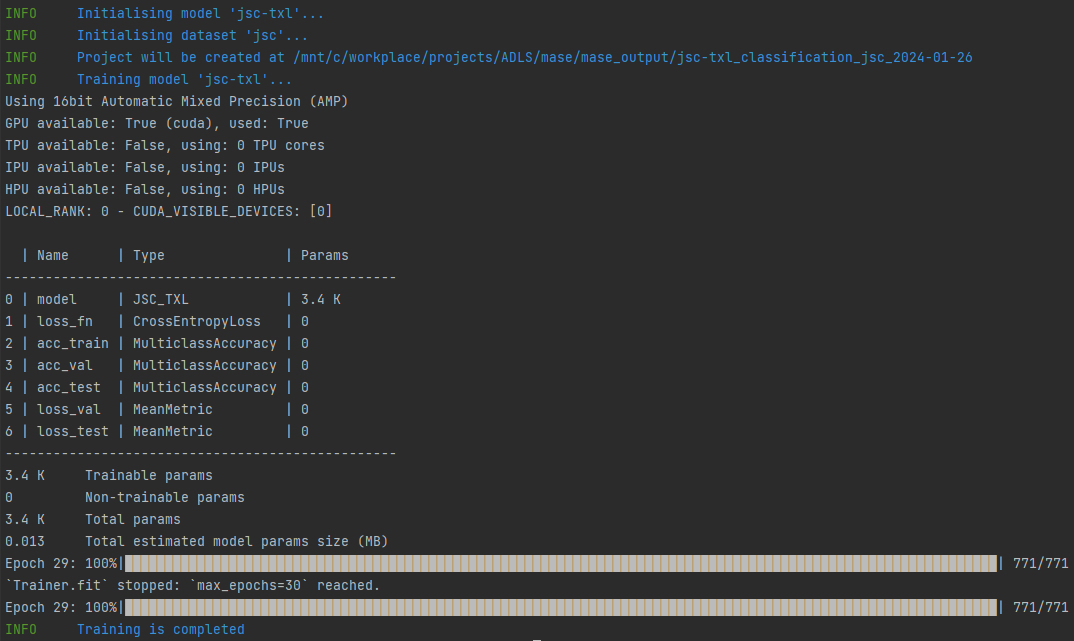 INFO     Initialising model 'jsc-txl'...
INFO     Initialising dataset 'jsc'...
INFO     Project will be created at /mnt/c/workplace/projects/ADLS/mase/mase_output/jsc-txl_classification_jsc_2024-01-26
INFO     Training model 'jsc-txl'...
Using 16bit Automatic Mixed Precision (AMP)
GPU available: True (cuda), used: True
TPU available: False, using: 0 TPU cores
IPU available: False, using: 0 IPUs
HPU available: False, using: 0 HPUs
LOCAL_RANK: 0 - CUDA_VISIBLE_DEVICES: [0]
  | Name      | Type               | Params
-------------------------------------------------
0 | model     | JSC_TXL            | 3.4 K
1 | loss_fn   | CrossEntropyLoss   | 0
2 | acc_train | MulticlassAccuracy | 0
3 | acc_val   | MulticlassAccuracy | 0
4 | acc_test  | MulticlassAccuracy | 0
5 | loss_val  | MeanMetric         | 0
6 | loss_test | MeanMetric         | 0
-------------------------------------------------
3.4 K     Trainable params
0         Non-trainable params
3.4 K     Total params
0.013     Total estimated model params size (MB)
Epoch 29: 100%| | 771/771
`Trainer.fit` stopped: `max_epochs=30` reached.
Epoch 29: 100%| | 771/771
INFO     Training is completed